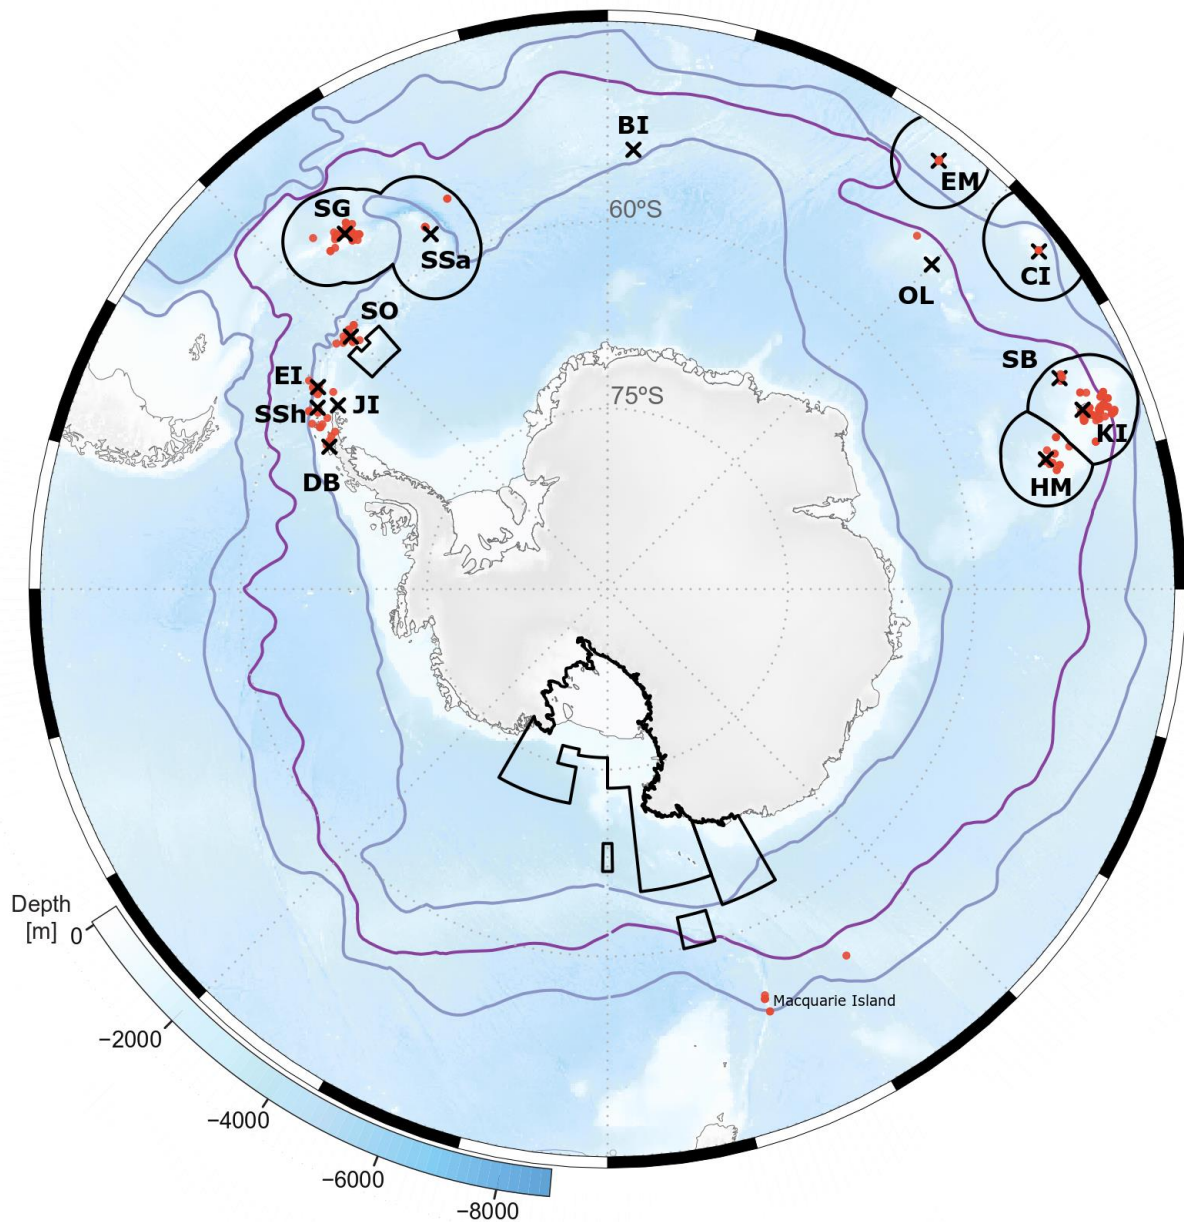 BI
EM
60ºS
SG
SSa
CI
OL
SO
SB
EI
75ºS
JI
SSh
KI
DB
HM
Depth
[m]
0
Macquarie Island
−2000
−4000
−6000
−8000